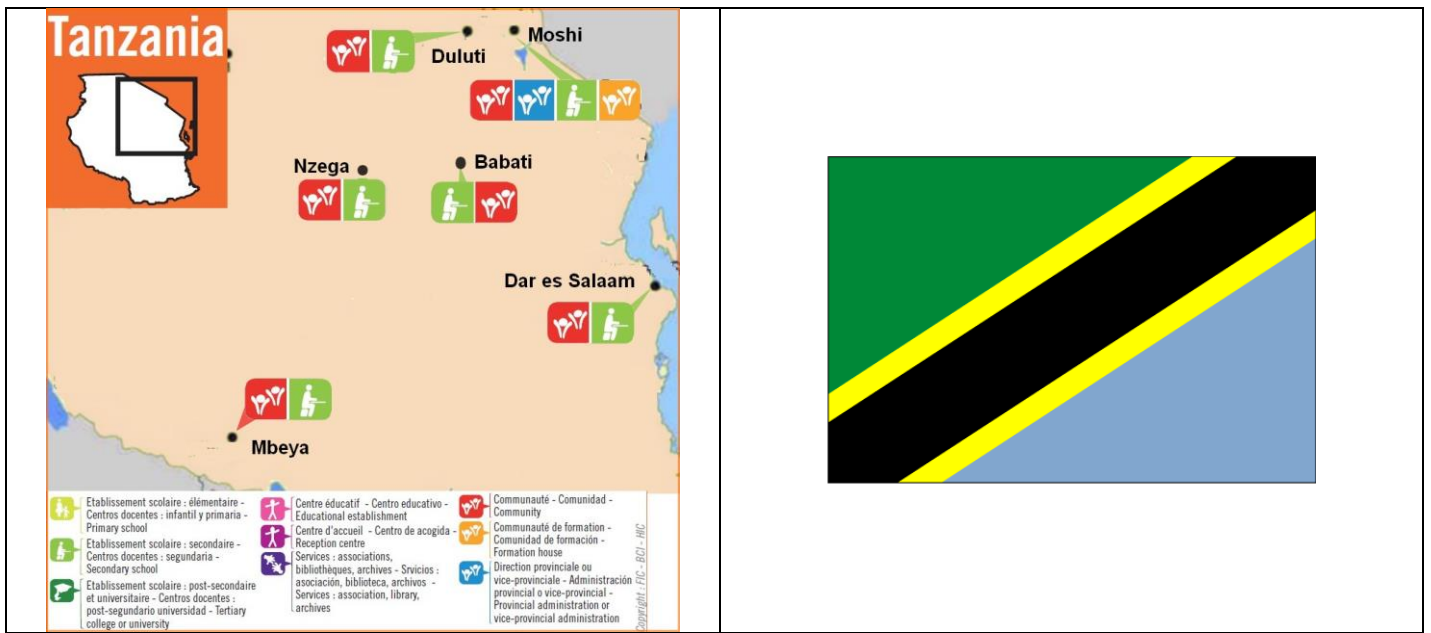 Tanzania
Moshi
Duluti
Nzega
Babati
Dar es Salaam
Mbeya
Etablissement scolaire : élémentaire -
Centros docentes : infantil y primaria -
Primary school
Etablissement scolaire : secondaire -
Centros docentes : segundaria -
Secondary school
Etablissement scolaire : post-secondaire
et universitaire - Centros docentes :
post-segundario universidad - Tertiary
college or university
Centre éducatif - Centro educativo -
Educational establishment
Centre d'accueil - Centro de acogida -
Reception centre
Services : associations,
bibliothèques, archives - Srvicios :
asociación, biblioteca, archivos -
Services : association, library,
archives
Communauté - Comunidad -
Community
Communauté de formation -
Comunidad de formación -
Formation house
Direction provinciale ou
vice-provinciale - Administración
provincial o vice-provincial -
Provincial administration or
vice-provincial administration
Copyright : FIC - BCI - HIC